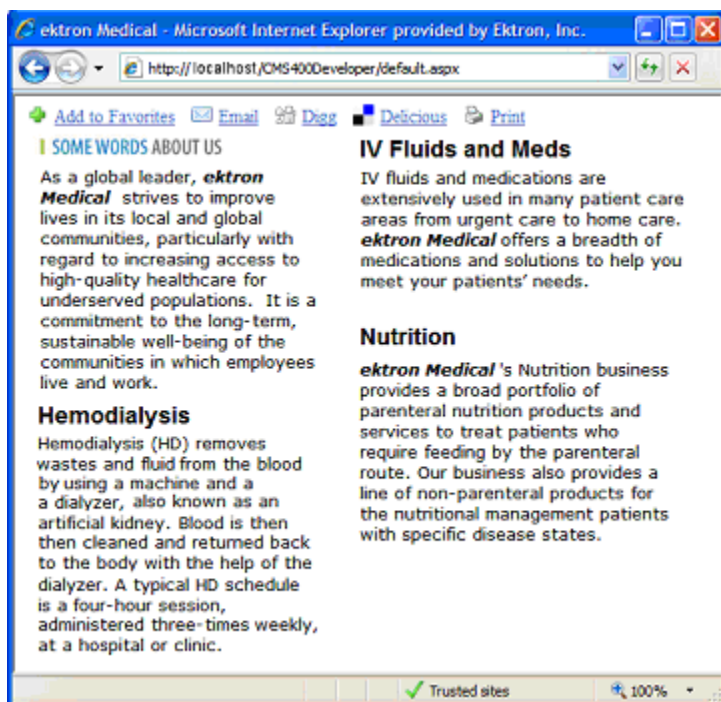 ektron Medical - Microsoft Internet Explorer provided by Ektron, Inc.
http://localhost/CMS400Developer/default.aspx
Add to Favorites Email Digg Delicious Print
SOME WORDS ABOUT US
As a global leader, ektron
Medical strives to improve
lives in its local and global
communities, particularly with
regard to increasing access to
high-quality healthcare for
underserved populations. It is a
commitment to the long-term,
sustainable well-being of the
communities in which employees
live and work.
Hemodialysis
Hemodialysis (HD) removes
wastes and fluid from the blood
by using a machine and a
a dialyzer, also known as an
artificial kidney. Blood is then
then cleaned and returned back
to the body with the help of the
dialyzer. A typical HD schedule
is a four-hour session,
administered three-times weekly,
at a hospital or clinic.
IV Fluids and Meds
IV fluids and medications are
extensively used in many patient care
areas from urgent care to home care.
ektron Medical offers a breadth of
medications and solutions to help you
meet your patients’ needs.
Nutrition
ektron Medical 's Nutrition business
provides a broad portfolio of
parenteral nutrition products and
services to treat patients who
require feeding by the parenteral
route. Our business also provides a
line of non-parenteral products for
the nutritional management patients
with specific disease states.
Trusted sites 100%